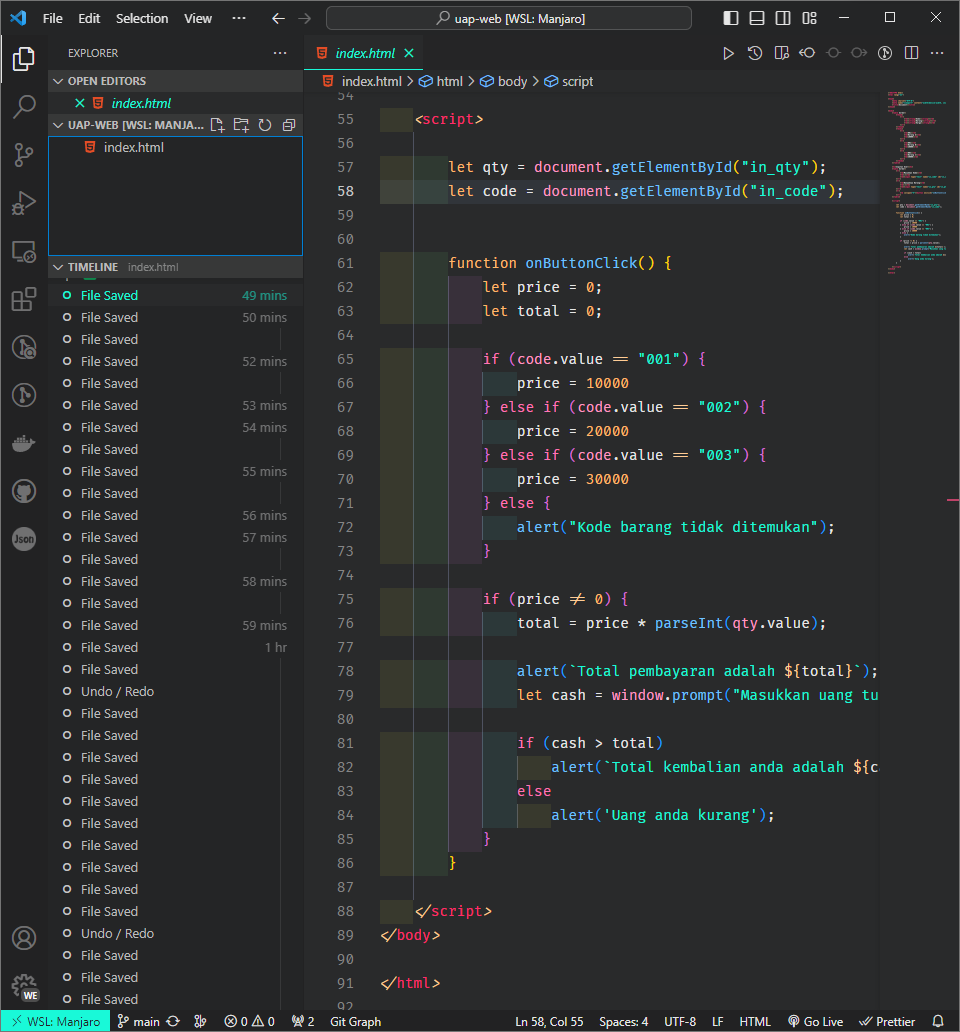 File Edit Selection View ··· uap-web [WSL: Manjaro]
EXPLORER ···
OPEN EDITORS
index.html
UAP-WEB [WSL: MANJA...
index.html
TIMELINE index.html
File Saved 49 mins
File Saved 50 mins
File Saved
File Saved 52 mins
File Saved
File Saved 53 mins
File Saved 54 mins
File Saved
File Saved 55 mins
File Saved
File Saved 56 mins
File Saved 57 mins
File Saved
File Saved 58 mins
File Saved
File Saved 59 mins
File Saved 1 hr
File Saved
Undo / Redo
File Saved
File Saved
File Saved
File Saved
File Saved
File Saved
File Saved
File Saved
File Saved
File Saved
Undo / Redo
File Saved
File Saved
File Saved
Json
WE
index.html
index.html > html > body > script
54
55 <script>
56
57 let qty = document.getElementById("in_qty");
58 let code = document.getElementById("in_code");
59
60
61 function onButtonClick() {
62 let price = 0;
63 let total = 0;
64
65 if (code.value == "001") {
66 price = 10000
67 } else if (code.value == "002") {
68 price = 20000
69 } else if (code.value == "003") {
70 price = 30000
71 } else {
72 alert("Kode barang tidak ditemukan");
73 }
74
75 if (price != 0) {
76 total = price * parseInt(qty.value);
77
78 alert(`Total pembayaran adalah ${total}`);
79 let cash = window.prompt("Masukkan uang tu
80
81 if (cash > total)
82 alert(`Total kembalian anda adalah ${c
83 else
84 alert('Uang anda kurang');
85 }
86 }
87
88 </script>
89 </body>
90
91 </html>
92
WSL: Manjaro main 0 0 2 Git Graph Ln 58, Col 55 Spaces: 4 UTF-8 LF HTML Go Live Prettier